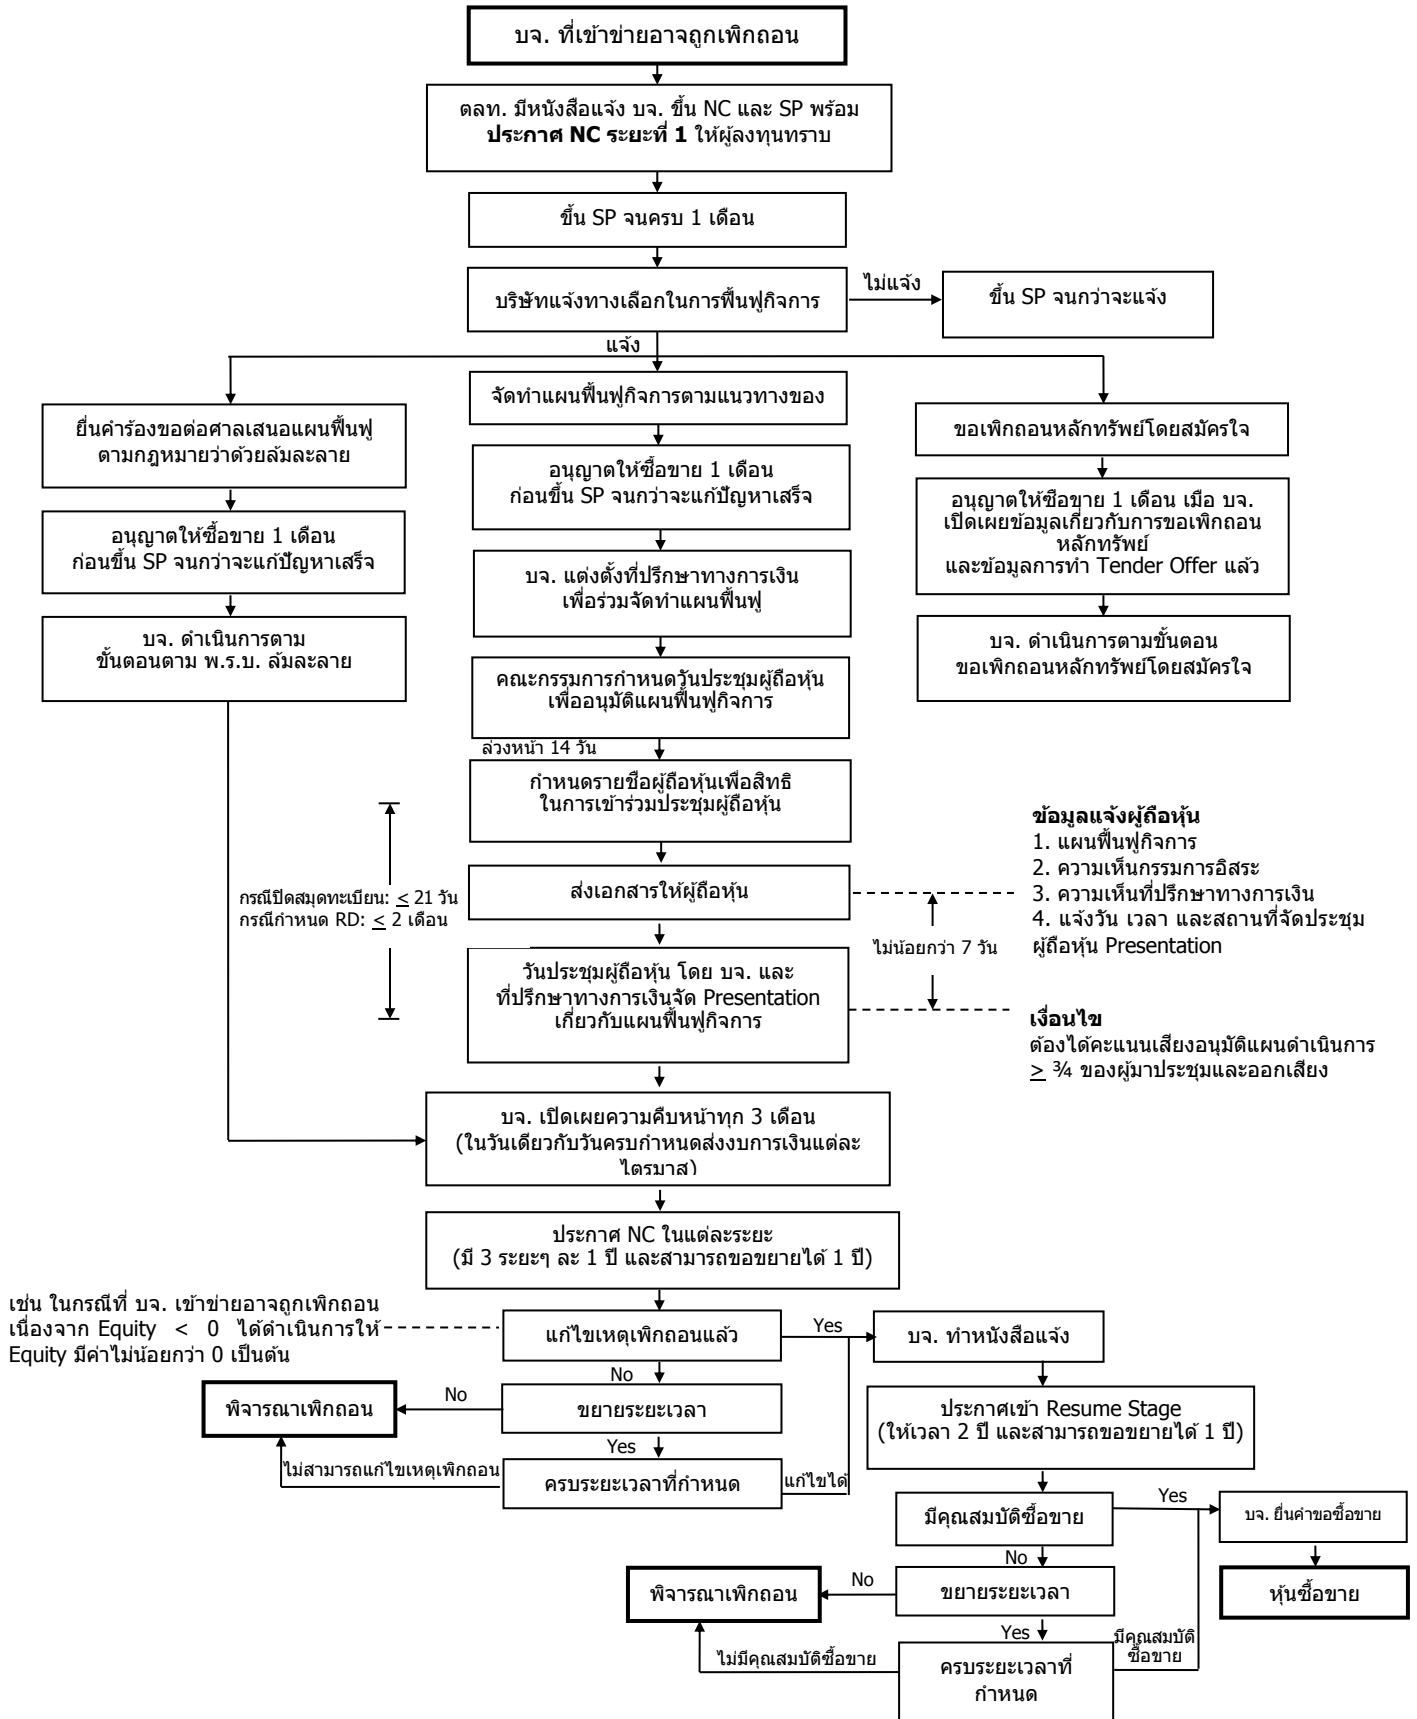 บจ. ที่เข้าข่ายอาจถูกเพิกถอน
ตลท. มีหนังสือแจ้ง บจ. ขึ้น NC และ SP พร้อม
ประกาศ NC ระยะที่ 1 ให้ผู้ลงทุนทราบ
ขึ้น SP จนครบ 1 เดือน
บริษัทแจ้งทางเลือกในการฟื้นฟูกิจการ
ไม่แจ้ง
ขึ้น SP จนกว่าจะแจ้ง
แจ้ง
ยื่นคำร้องขอต่อศาลเสนอแผนฟื้นฟู
ตามกฎหมายว่าด้วยล้มละลาย
อนุญาตให้ซื้อขาย 1 เดือน
ก่อนขึ้น SP จนกว่าจะแก้ปัญหาเสร็จ
บจ. ดำเนินการตาม
ขั้นตอนตาม พ.ร.บ. ล้มละลาย
จัดทำแผนฟื้นฟูกิจการตามแนวทางของ
อนุญาตให้ซื้อขาย 1 เดือน
ก่อนขึ้น SP จนกว่าจะแก้ปัญหาเสร็จ
บจ. แต่งตั้งที่ปรึกษาทางการเงิน
เพื่อร่วมจัดทำแผนฟื้นฟู
คณะกรรมการกำหนดวันประชุมผู้ถือหุ้น
เพื่ออนุมัติแผนฟื้นฟูกิจการ
ล่วงหน้า 14 วัน
กำหนดรายชื่อผู้ถือหุ้นเพื่อสิทธิ
ในการเข้าร่วมประชุมผู้ถือหุ้น
ส่งเอกสารให้ผู้ถือหุ้น
วันประชุมผู้ถือหุ้น โดย บจ. และ
ที่ปรึกษาทางการเงินจัด Presentation
เกี่ยวกับแผนฟื้นฟูกิจการ
ขอเพิกถอนหลักทรัพย์โดยสมัครใจ
อนุญาตให้ซื้อขาย 1 เดือน เมื่อ บจ.
เปิดเผยข้อมูลเกี่ยวกับการขอเพิกถอน
หลักทรัพย์
และข้อมูลการทำ Tender Offer แล้ว
บจ. ดำเนินการตามขั้นตอน
ขอเพิกถอนหลักทรัพย์โดยสมัครใจ
กรณีปิดสมุดทะเบียน: < 21 วัน
กรณีกำหนด RD: < 2 เดือน
ไม่น้อยกว่า 7 วัน
ข้อมูลแจ้งผู้ถือหุ้น
1. แผนฟื้นฟูกิจการ
2. ความเห็นกรรมการอิสระ
3. ความเห็นที่ปรึกษาทางการเงิน
4. แจ้งวัน เวลา และสถานที่จัดประชุม
ผู้ถือหุ้น Presentation
เงื่อนไข
ต้องได้คะแนนเสียงอนุมัติแผนดำเนินการ
> ¾ ของผู้มาประชุมและออกเสียง
บจ. เปิดเผยความคืบหน้าทุก 3 เดือน
(ในวันเดียวกับวันครบกำหนดส่งงบการเงินแต่ละ
ไตรมาส)
ประกาศ NC ในแต่ละระยะ
(มี 3 ระยะๆ ละ 1 ปี และสามารถขอขยายได้ 1 ปี)
เช่น ในกรณีที่ บจ. เข้าข่ายอาจถูกเพิกถอน
เนื่องจาก Equity < 0 ได้ดำเนินการให้
Equity มีค่าไม่น้อยกว่า 0 เป็นต้น
แก้ไขเหตุเพิกถอนแล้ว
Yes
บจ. ทำหนังสือแจ้ง
No
ขยายระยะเวลา
No
พิจารณาเพิกถอน
Yes
ครบระยะเวลาที่กำหนด
ไม่สามารถแก้ไขเหตุเพิกถอน
แก้ไขได้
ประกาศเข้า Resume Stage
(ให้เวลา 2 ปี และสามารถขอขยายได้ 1 ปี)
มีคุณสมบัติซื้อขาย
Yes
บจ. ยื่นคำขอซื้อขาย
หุ้นซื้อขาย
No
ขยายระยะเวลา
No
พิจารณาเพิกถอน
Yes
ครบระยะเวลาที่
กำหนด
ไม่มีคุณสมบัติซื้อขาย
มีคุณสมบัติ
ซื้อขาย